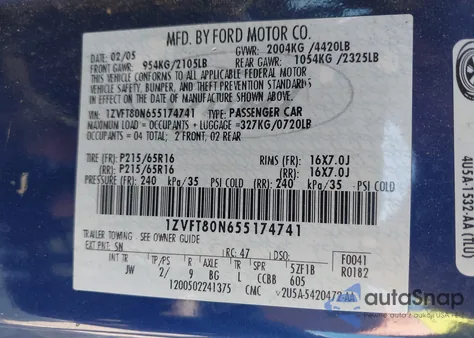 MFD. BY FORD MOTOR CO.
DATE: 02/05 GVWR: 2004KG /4420LB
FRONT GAWR: 954KG/2105LB REAR GAWR: 1054KG /2325LB
THIS VEHICLE CONFORMS TO ALL APPLICABLE FEDERAL MOTOR
VEHICLE SAFETY, BUMPER, AND THEFT PREVENTION STANDARDS
IN EFFECT ON THE DATE OF MANUFACTURE SHOWN ABOVE.
VIN: 1ZVFT80N655174741 TYPE: PASSENGER CAR
MAXIMUM LOAD = OCCUPANTS + LUGGAGE =327KG/0720LB
OCCUPANTS = 04 TOTAL; 2 FRONT, 02 REAR
TIRE (FR): P215/65R16 RIMS (FR): 16X7.0J
(RR): P215/65R16 (RR): 16X7.0J
PRESSURE (FR): 240 kPa/35 PSI COLD (RR): 240 kPa/35 PSI COLD
1ZVFT80N655174741
TRAILER TOWING - SEE OWNER GUIDE
EXT PNT: SN RC: 47 DSO: F0041
INT TR TP/PS R AXLE TR SPR 5ZF1B R0182
JW 2/ 9 BG L CCBB 605
1200502241375 CMC
2U5A-5420472-AA
4U5A-15324-AA
autoSnap